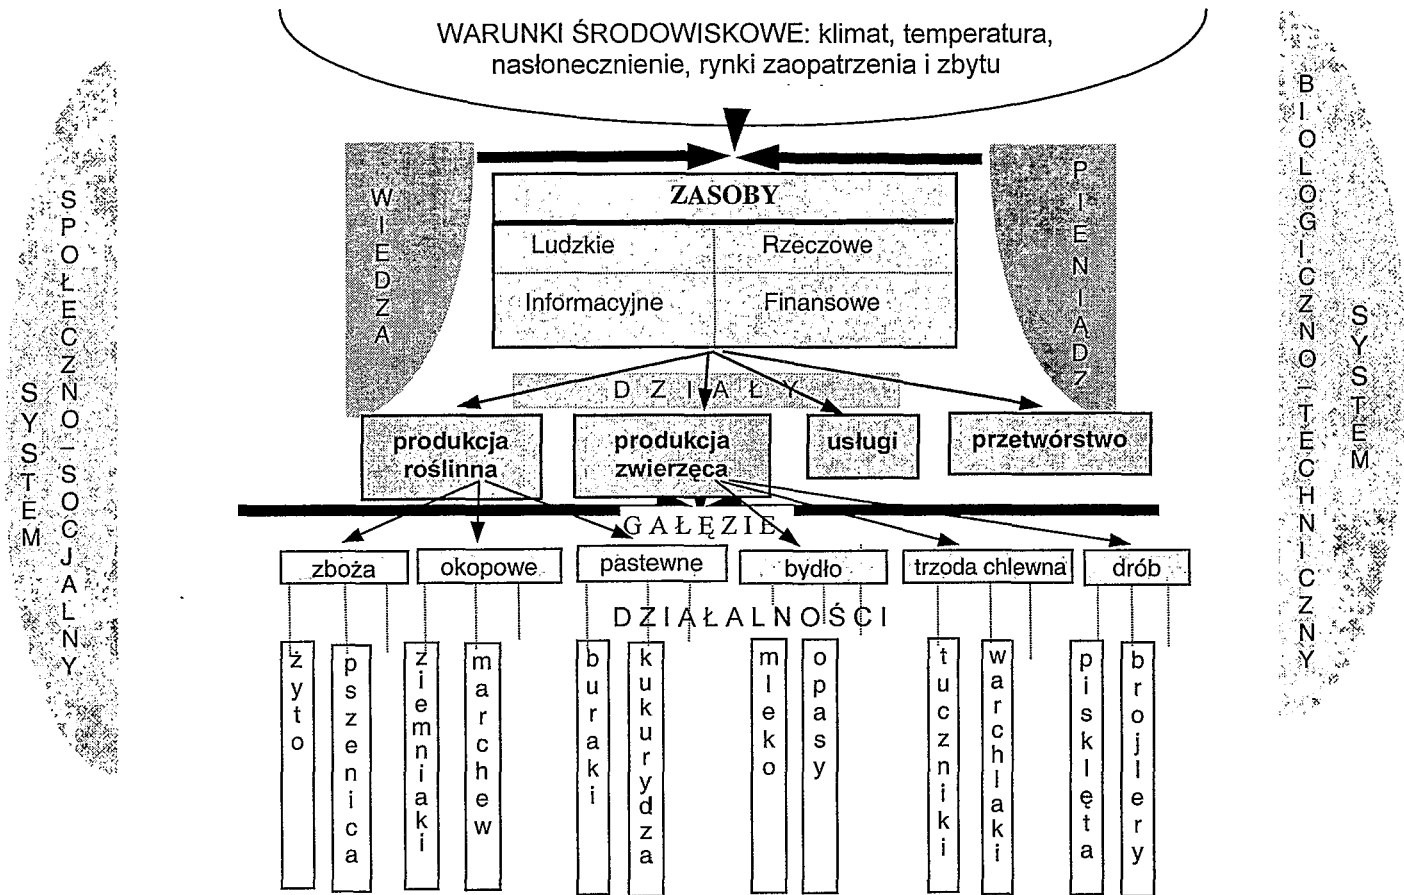 WARUNKI ŚRODOWISKOWE: klimat, temperatura,
nasłonecznienie, rynki zaopatrzenia i zbytu
SYSTEM
SPOŁECZNO–SOCJALNY
WIEDZA
PIENIĄDZ
BIOLOGICZNO–TECHNICZNY
SYSTEM
ZASOBY
Ludzkie
Rzeczowe
Informacyjne
Finansowe
DZIAŁY
produkcja
roślinna
produkcja
zwierzęca
usługi
przetwórstwo
GAŁĘZIE
zboża
okopowe
pastewne
bydło
trzoda chlewna
drób
DZIAŁALNOŚCI
żyto
pszenica
ziemniaki
marchew
buraki
kukurydza
mleko
opasy
tuczniki
warchlaki
pisklęta
brojlery